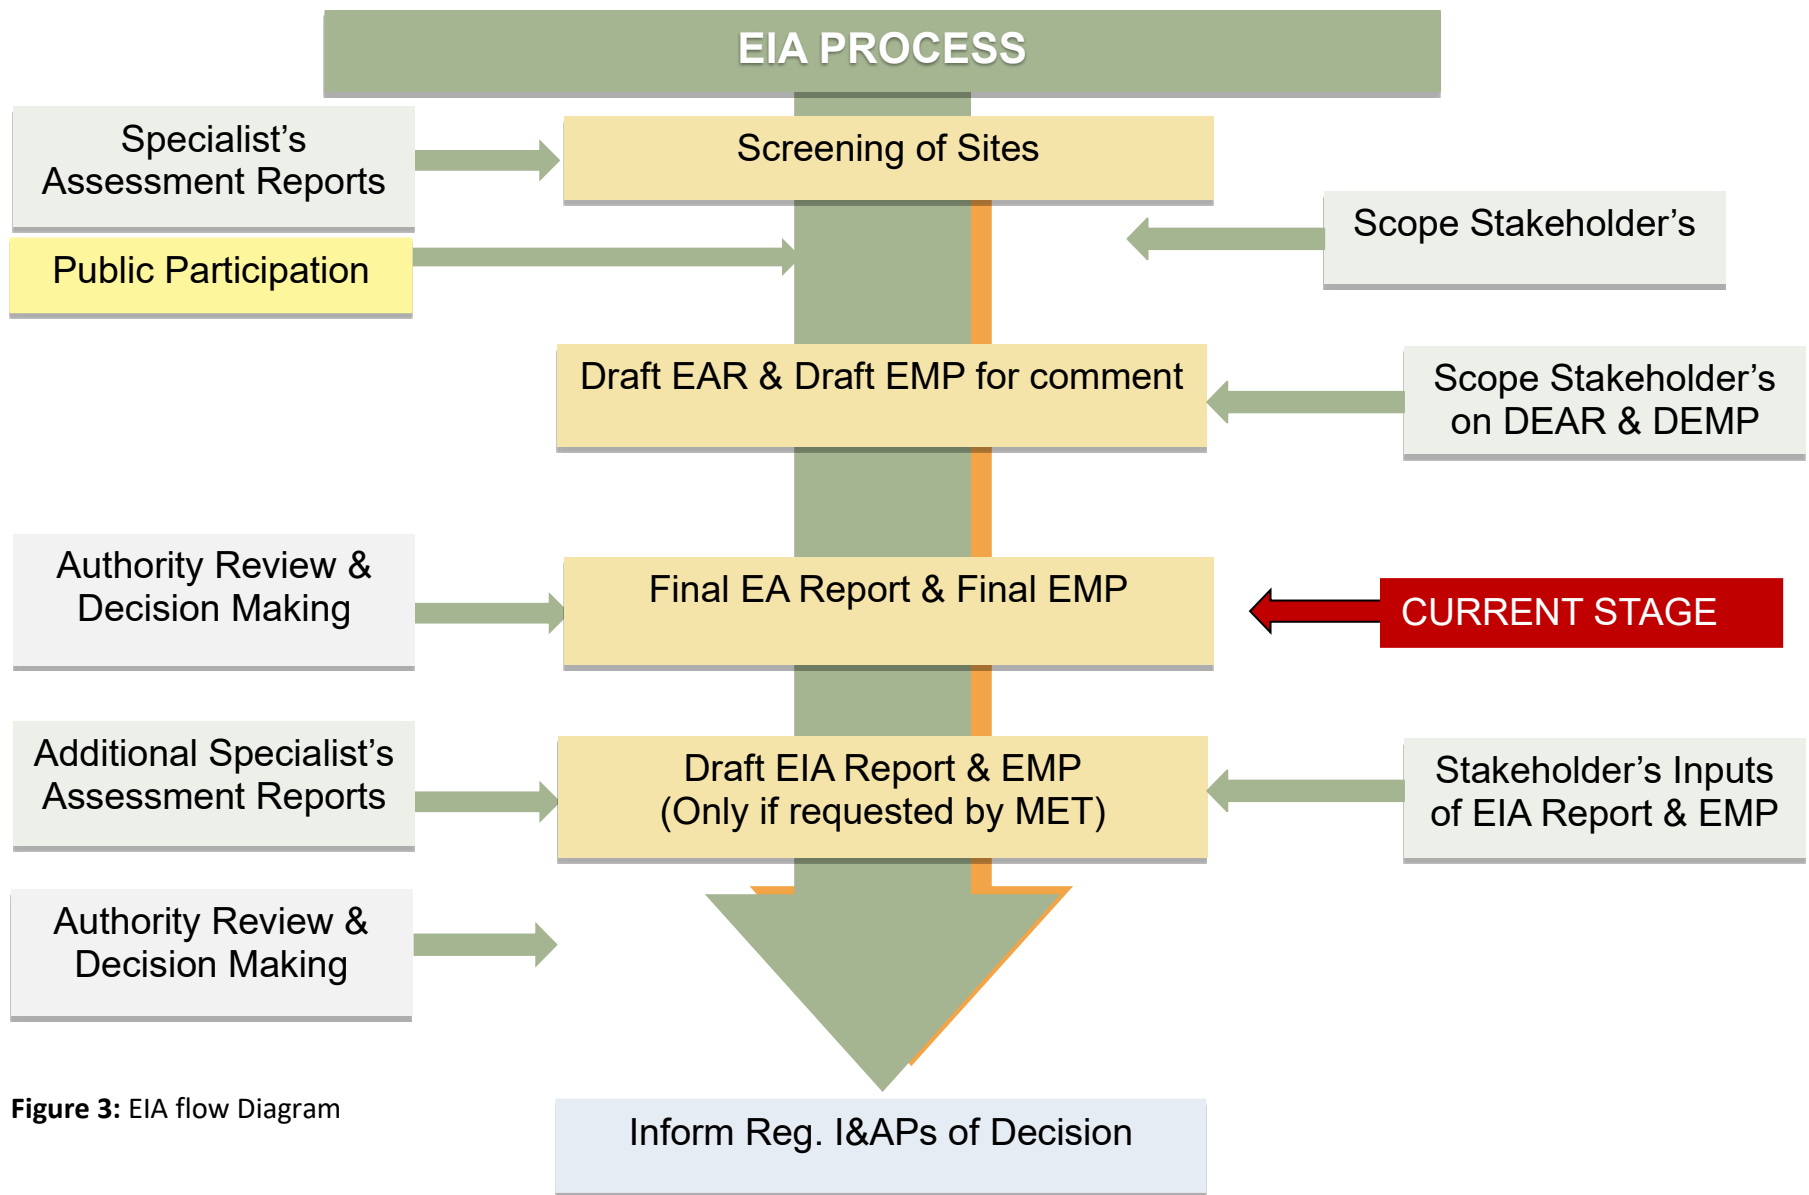 EIA PROCESS
Specialist’s
Assessment Reports
Screening of Sites
Scope Stakeholder’s
Public Participation
Draft EAR & Draft EMP for comment
Scope Stakeholder’s
on DEAR & DEMP
Authority Review &
Decision Making
Final EA Report & Final EMP
CURRENT STAGE
Additional Specialist’s
Assessment Reports
Draft EIA Report & EMP
(Only if requested by MET)
Stakeholder’s Inputs
of EIA Report & EMP
Authority Review &
Decision Making
Figure 3: EIA flow Diagram
Inform Reg. I&APs of Decision